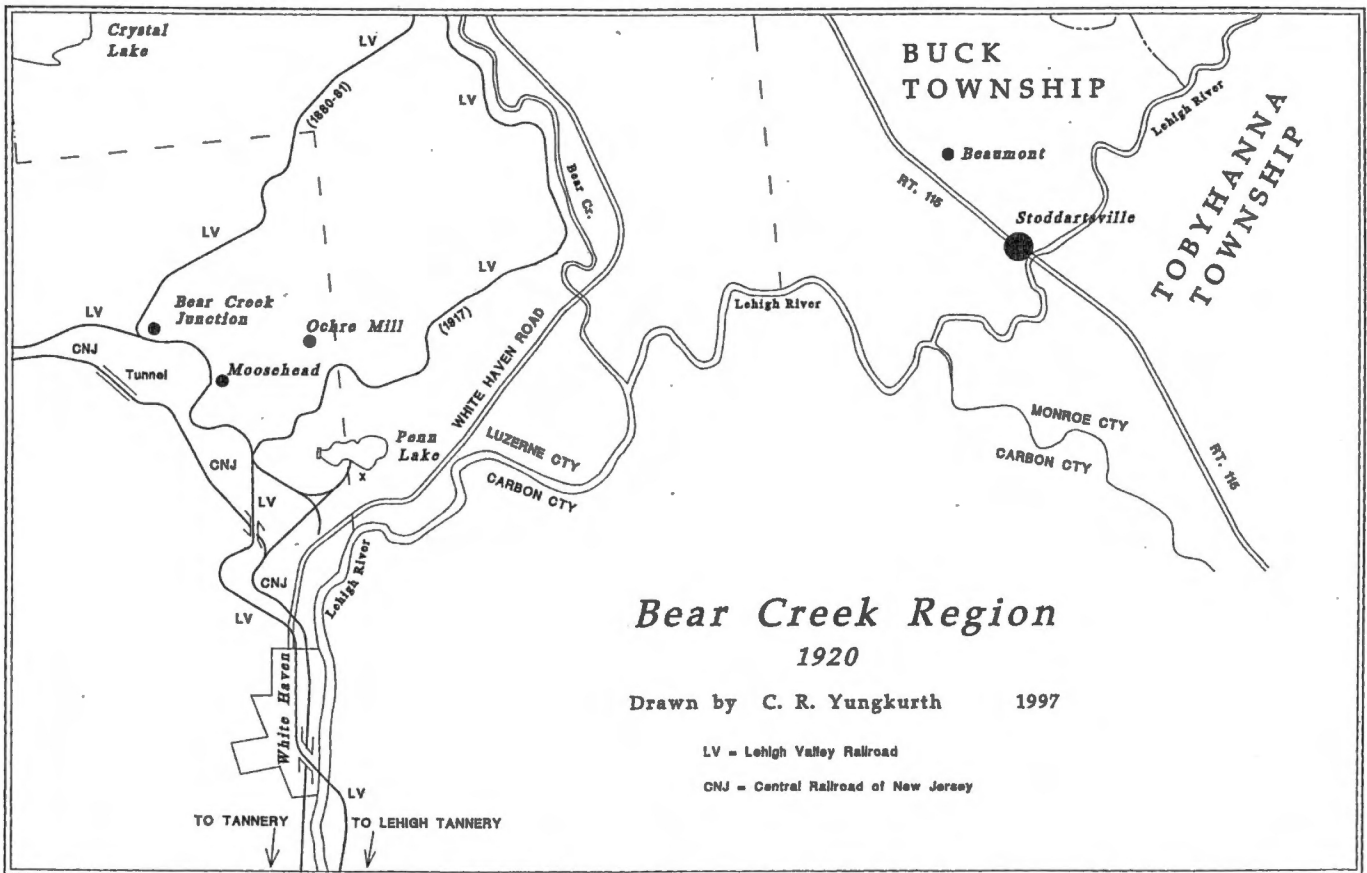 Crystal
Lake
LV
LV
BUCK
TOWNSHIP
Lehigh River
(1880-81)
TOBYHANNA
TOWNSHIP
Beaumont
Bear Cr.
RT. 115
Stoddartsville
LV
LV
Bear Creek
Junction
Lehigh River
LV
(1917)
Ochre Mill
CNJ
Tunnel
Moosehead
WHITE HAVEN ROAD
Penn
Lake
LUZERNE CTY
CARBON CTY
MONROE CTY
CARBON CTY
RT. 115
CNJ
x
LV
CNJ
Lehigh River
LV
White Haven
Bear Creek Region
1920
Drawn by C. R. Yungkurth 1997
LV = Lehigh Valley Railroad
CNJ = Central Railroad of New Jersey
LV
TO TANNERY
TO LEHIGH TANNERY